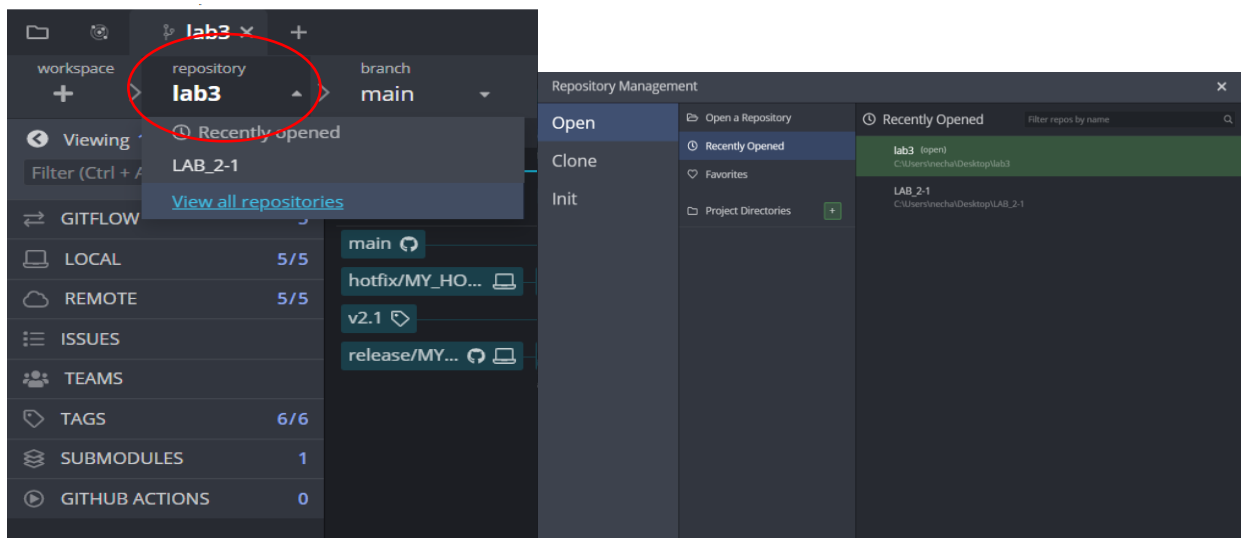 lab3
workspace
repository
lab3
branch
main
Viewing
Recently opened
LAB_2-1
View all repositories
Filter (Ctrl +
GITFLOW
LOCAL 5/5
REMOTE 5/5
ISSUES
TEAMS
TAGS 6/6
SUBMODULES 1
GITHUB ACTIONS 0
main
hotfix/MY_HO...
v2.1
release/MY...
Repository Management
Open
Clone
Init
Open a Repository
Recently Opened
Favorites
Project Directories
Recently Opened
Filter repos by name
lab3 (open)
C:\Users\necha\Desktop\lab3
LAB_2-1
C:\Users\necha\Desktop\LAB_2-1